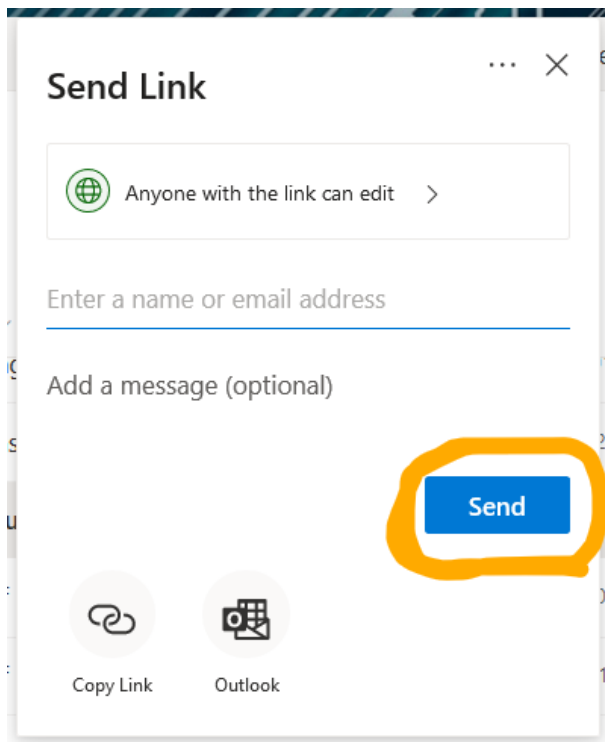 Send Link
Anyone with the link can edit
Enter a name or email address
Add a message (optional)
Send
Copy Link
Outlook